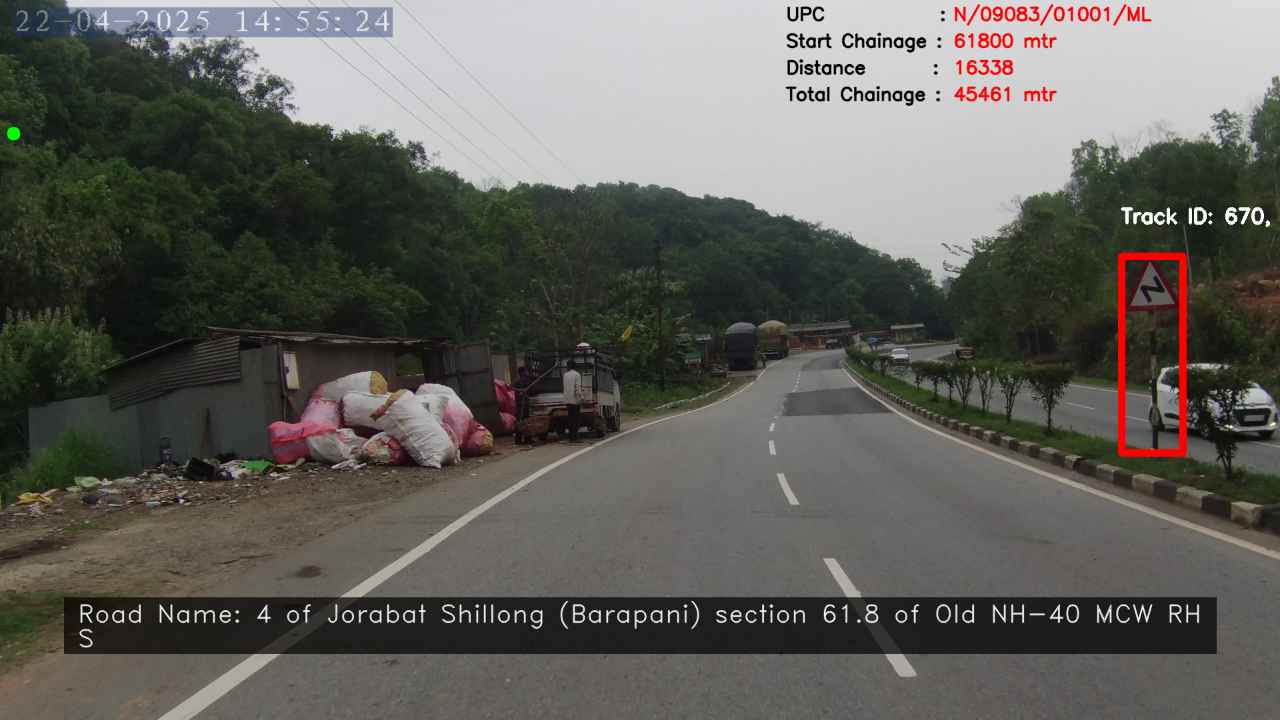 22-04-2025 14:55:24
UPC : N/09083/01001/ML
Start Chainage : 61800 mtr
Distance : 16338
Total Chainage : 45461 mtr
Track ID: 670,
Road Name: 4 of Jorabat Shillong (Barapani) section 61.8 of Old NH-40 MCW RH
S